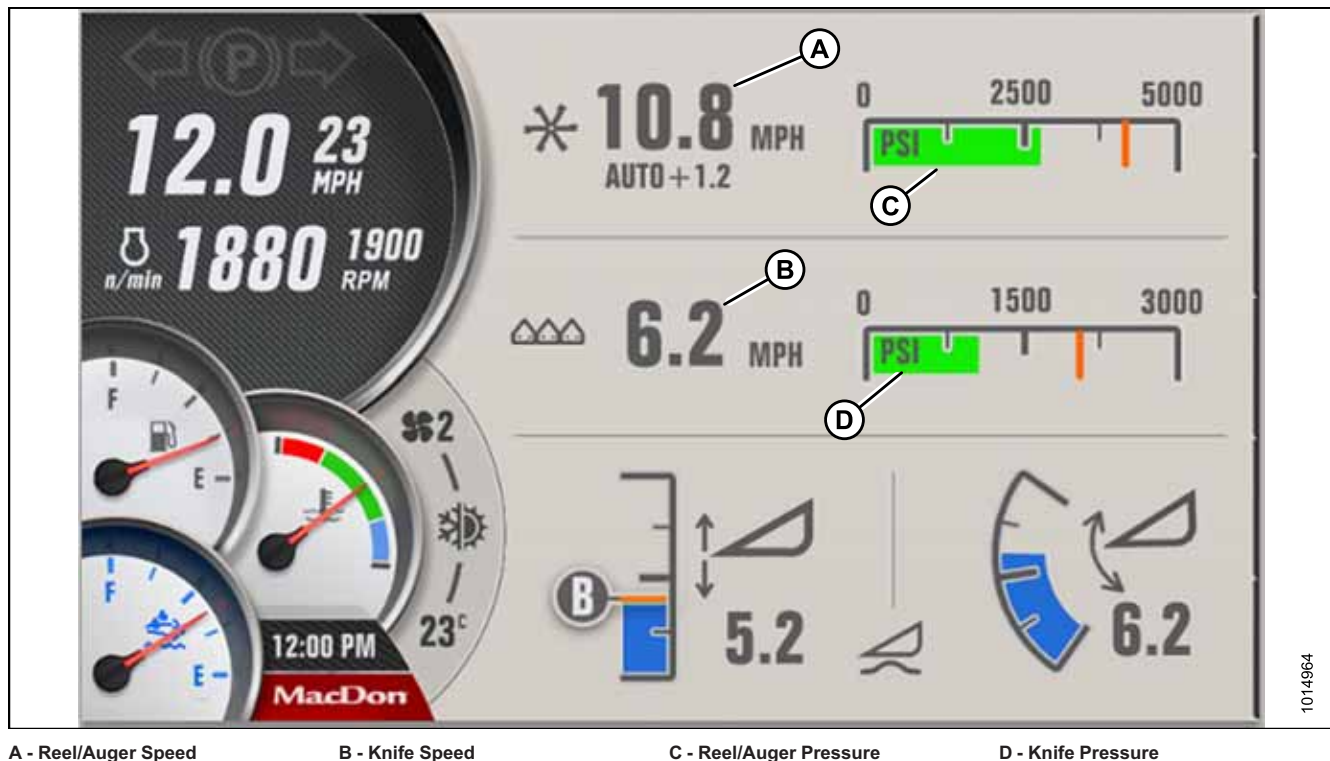 P
12.0 23 MPH
n/min 1880 1900 RPM
F
E
F
E
2
23°C
12:00 PM
MacDon
A
10.8 MPH
AUTO+1.2
0 2500 5000
PSI
C
B
6.2 MPH
0 1500 3000
PSI
D
B
5.2
6.2
1014964
A - Reel/Auger Speed B - Knife Speed C - Reel/Auger Pressure D - Knife Pressure